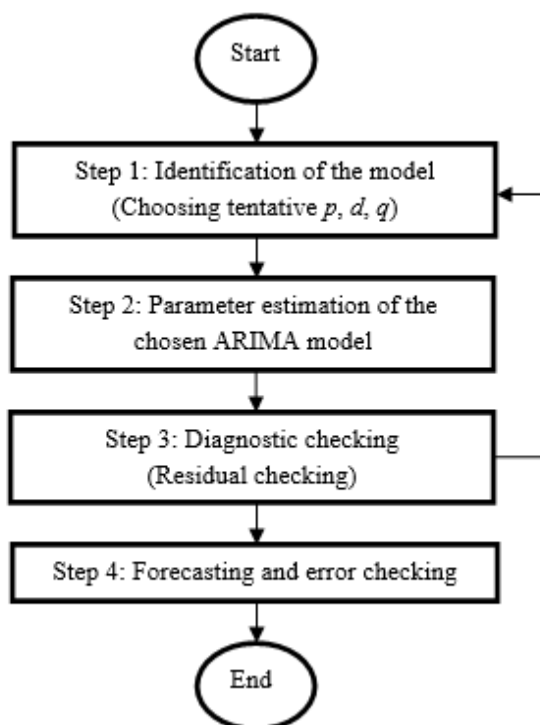 Start
Step 1: Identification of the model
(Choosing tentative p, d, q)
Step 2: Parameter estimation of the
chosen ARIMA model
Step 3: Diagnostic checking
(Residual checking)
Step 4: Forecasting and error checking
End